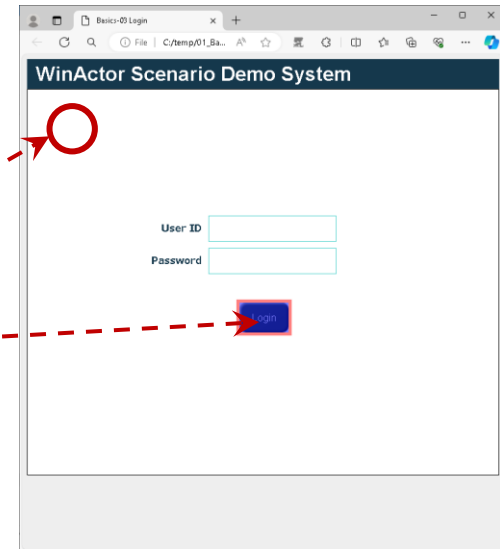 Basics-03 Login
File | C:/temp/01_Ba...
WinActor Scenario Demo System
User ID
Password
Login